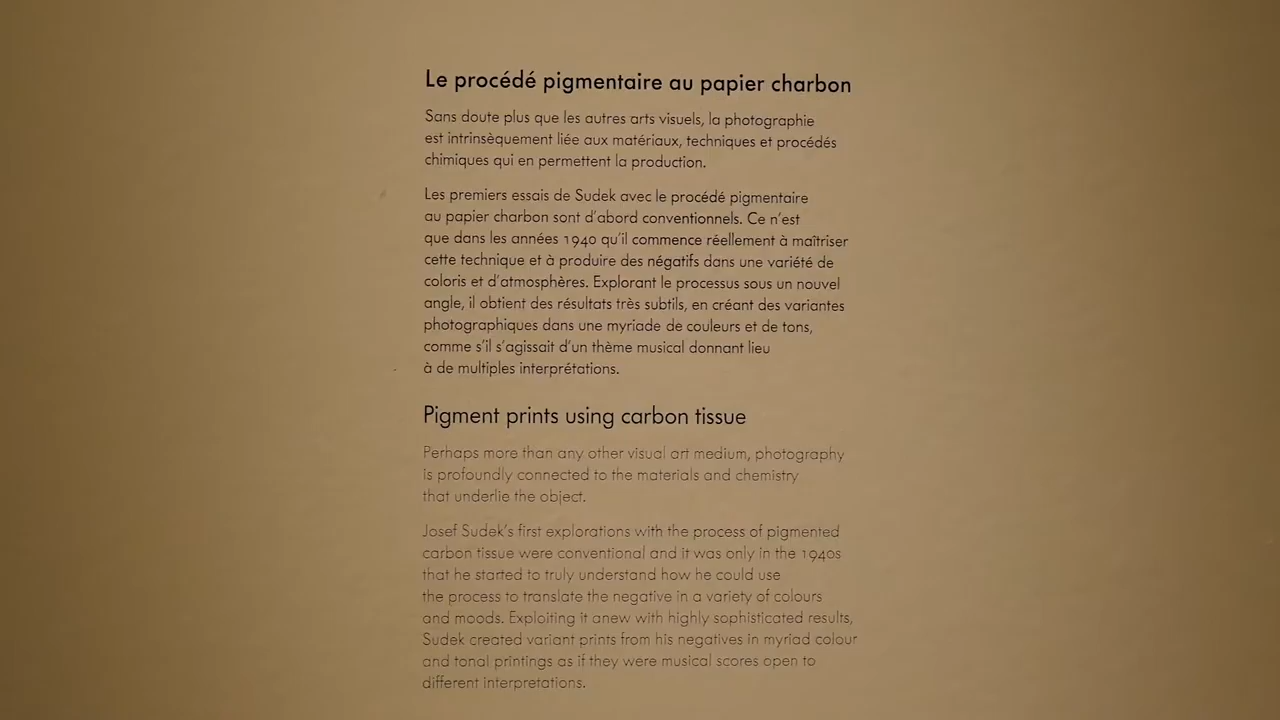 Le procédé pigmentaire au papier charbon
Sans doute plus que les autres arts visuels, la photographie
est intrinsèquement liée aux matériaux, techniques et procédés
chimiques qui en permettent la production.
Les premiers essais de Sudek avec le procédé pigmentaire
au papier charbon sont d'abord conventionnels. Ce n'est
que dans les années 1940 qu'il commence réellement à maîtriser
cette technique et à produire des négatifs dans une variété de
coloris et d'atmosphères. Explorant le processus sous un nouvel
angle, il obtient des résultats très subtils, en créant des variantes
photographiques dans une myriade de couleurs et de tons,
comme s'il s'agissait d'un thème musical donnant lieu
à de multiples interprétations.
Pigment prints using carbon tissue
Perhaps more than any other visual art medium, photography
is profoundly connected to the materials and chemistry
that underlie the object.
Josef Sudek's first explorations with the process of pigmented
carbon tissue were conventional and it was only in the 1940s
that he started to truly understand how he could use
the process to translate the negative in a variety of colours
and moods. Exploiting it anew with highly sophisticated results,
Sudek created variant prints from his negatives in myriad colour
and tonal printings as if they were musical scores open to
different interpretations.